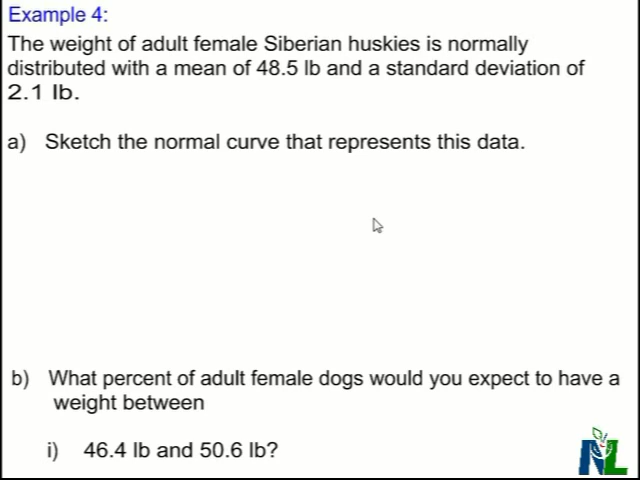 Example 4:
The weight of adult female Siberian huskies is normally
distributed with a mean of 48.5 lb and a standard deviation of
2.1 lb.
a) Sketch the normal curve that represents this data.
b) What percent of adult female dogs would you expect to have a
weight between
i) 46.4 lb and 50.6 lb?
NL